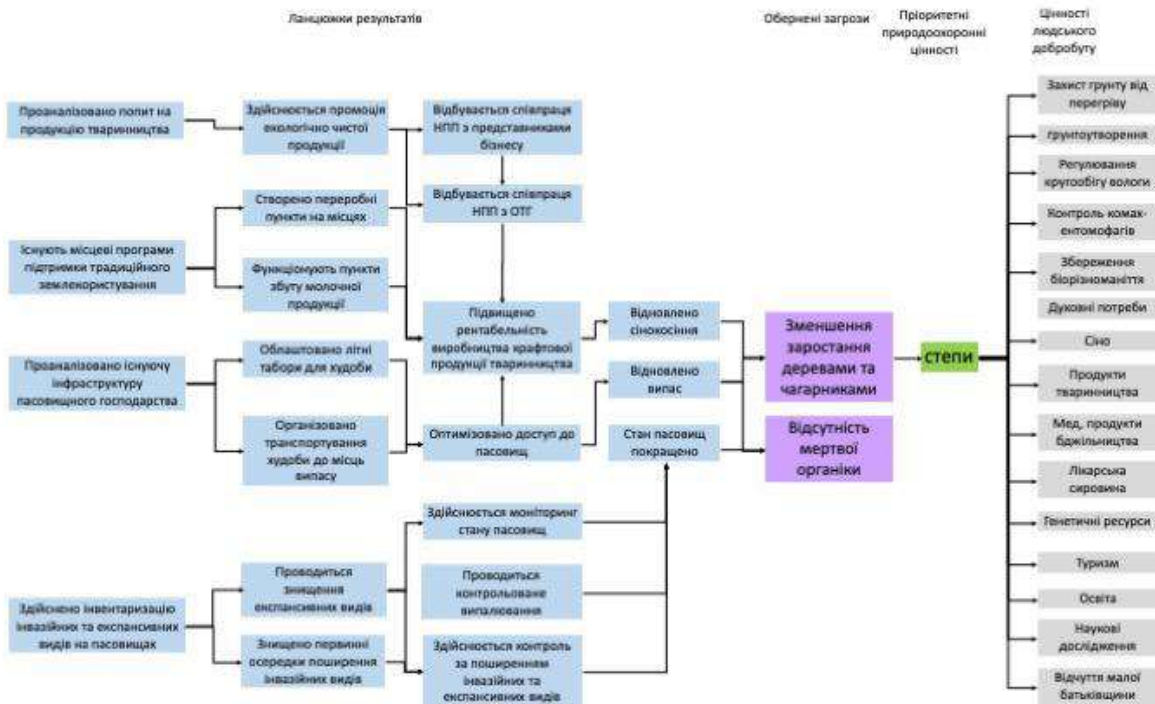 Ланцюжки результатів
Обернені загрози
Пріоритетні
природоохоронні
цінності
Цінності
людського
добробуту
Проаналізовано попит на
продукцію тваринництва
Здійснюється промоція
екологічно чистої
продукції
Відбувається співпраця
НПП з представниками
бізнесу
Створено переробні
пункти на місцях
Відбувається співпраця
НПП з ОТГ
Існують місцеві програми
підтримки традиційного
землекористування
Функціонують пункти
збуту молочної
продукції
Підвищено
рентабельність
виробництва крафтової
продукції тваринництва
Відновлено
сінокосіння
Проаналізовано існуючу
інфраструктуру
пасовищного господарства
Облаштовано літні
табори для худоби
Відновлено
випас
Організовано
транспортування
худоби до місць
випасу
Оптимізовано доступ до
пасовищ
Стан пасовищ
покращено
Зменшення
заростання
деревами та
чагарниками
Відсутність
мертвої
органіки
степи
Здійснюється моніторинг
стану пасовищ
Здійснено інвентаризацію
інвазійних та експансивних
видів на пасовищах
Проводиться
знищення
експансивних видів
Проводиться
контрольоване
випалювання
Знищено первинні
осередки поширення
інвазійних видів
Здійснюється контроль
за поширенням
інвазійних та
експансивних видів
Захист грунту від
перегріву
грунтоутворення
Регулювання
кругообігу вологи
Контроль комах-
ентомофагів
Збереження
біорізноманіття
Духовні потреби
Сіно
Продукти
тваринництва
Мед, продукти
бджільництва
Лікарська
сировина
Генетичні ресурси
Туризм
Освіта
Наукові
дослідження
Відчуття малої
батьківщини